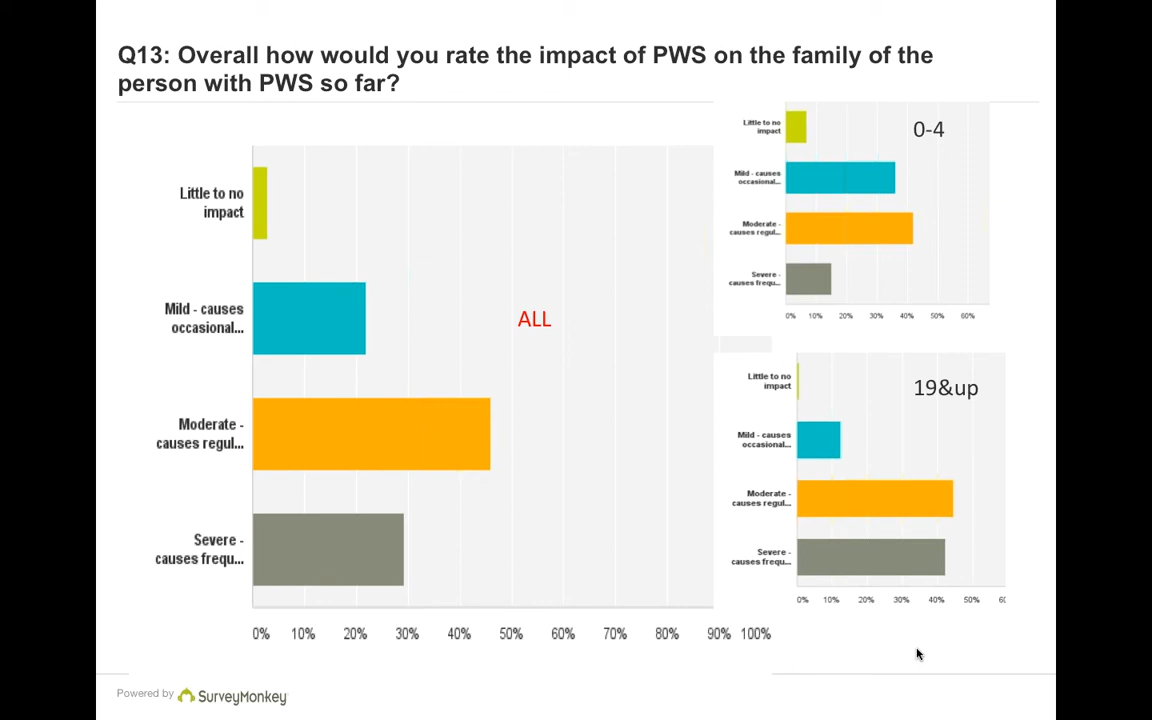 Q13: Overall how would you rate the impact of PWS on the family of the
person with PWS so far?
Little to no
impact
Mild - causes
occasional...
Moderate -
causes regul...
Severe -
causes frequ...
ALL
0% 10% 20% 30% 40% 50% 60% 70% 80% 90% 100%
Little to no
impact
Mild - causes
occasional...
Moderate -
causes regul...
Severe -
causes frequ...
0-4
0% 10% 20% 30% 40% 50% 60%
Little to no
impact
Mild - causes
occasional...
Moderate -
causes regul...
Severe -
causes frequ...
19&up
0% 10% 20% 30% 40% 50%
Powered by SurveyMonkey